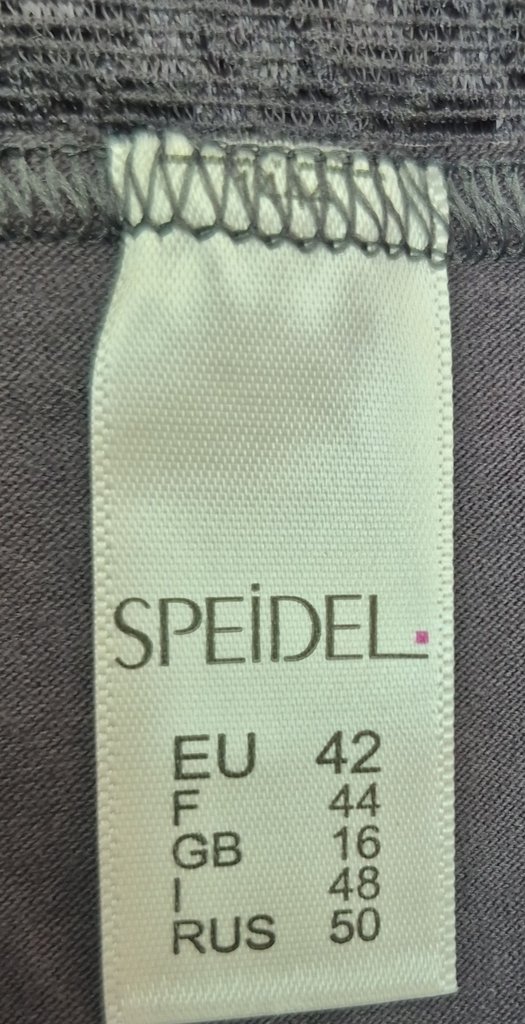 SPEiDEL.
EU 42
F 44
GB 16
I 48
RUS 50